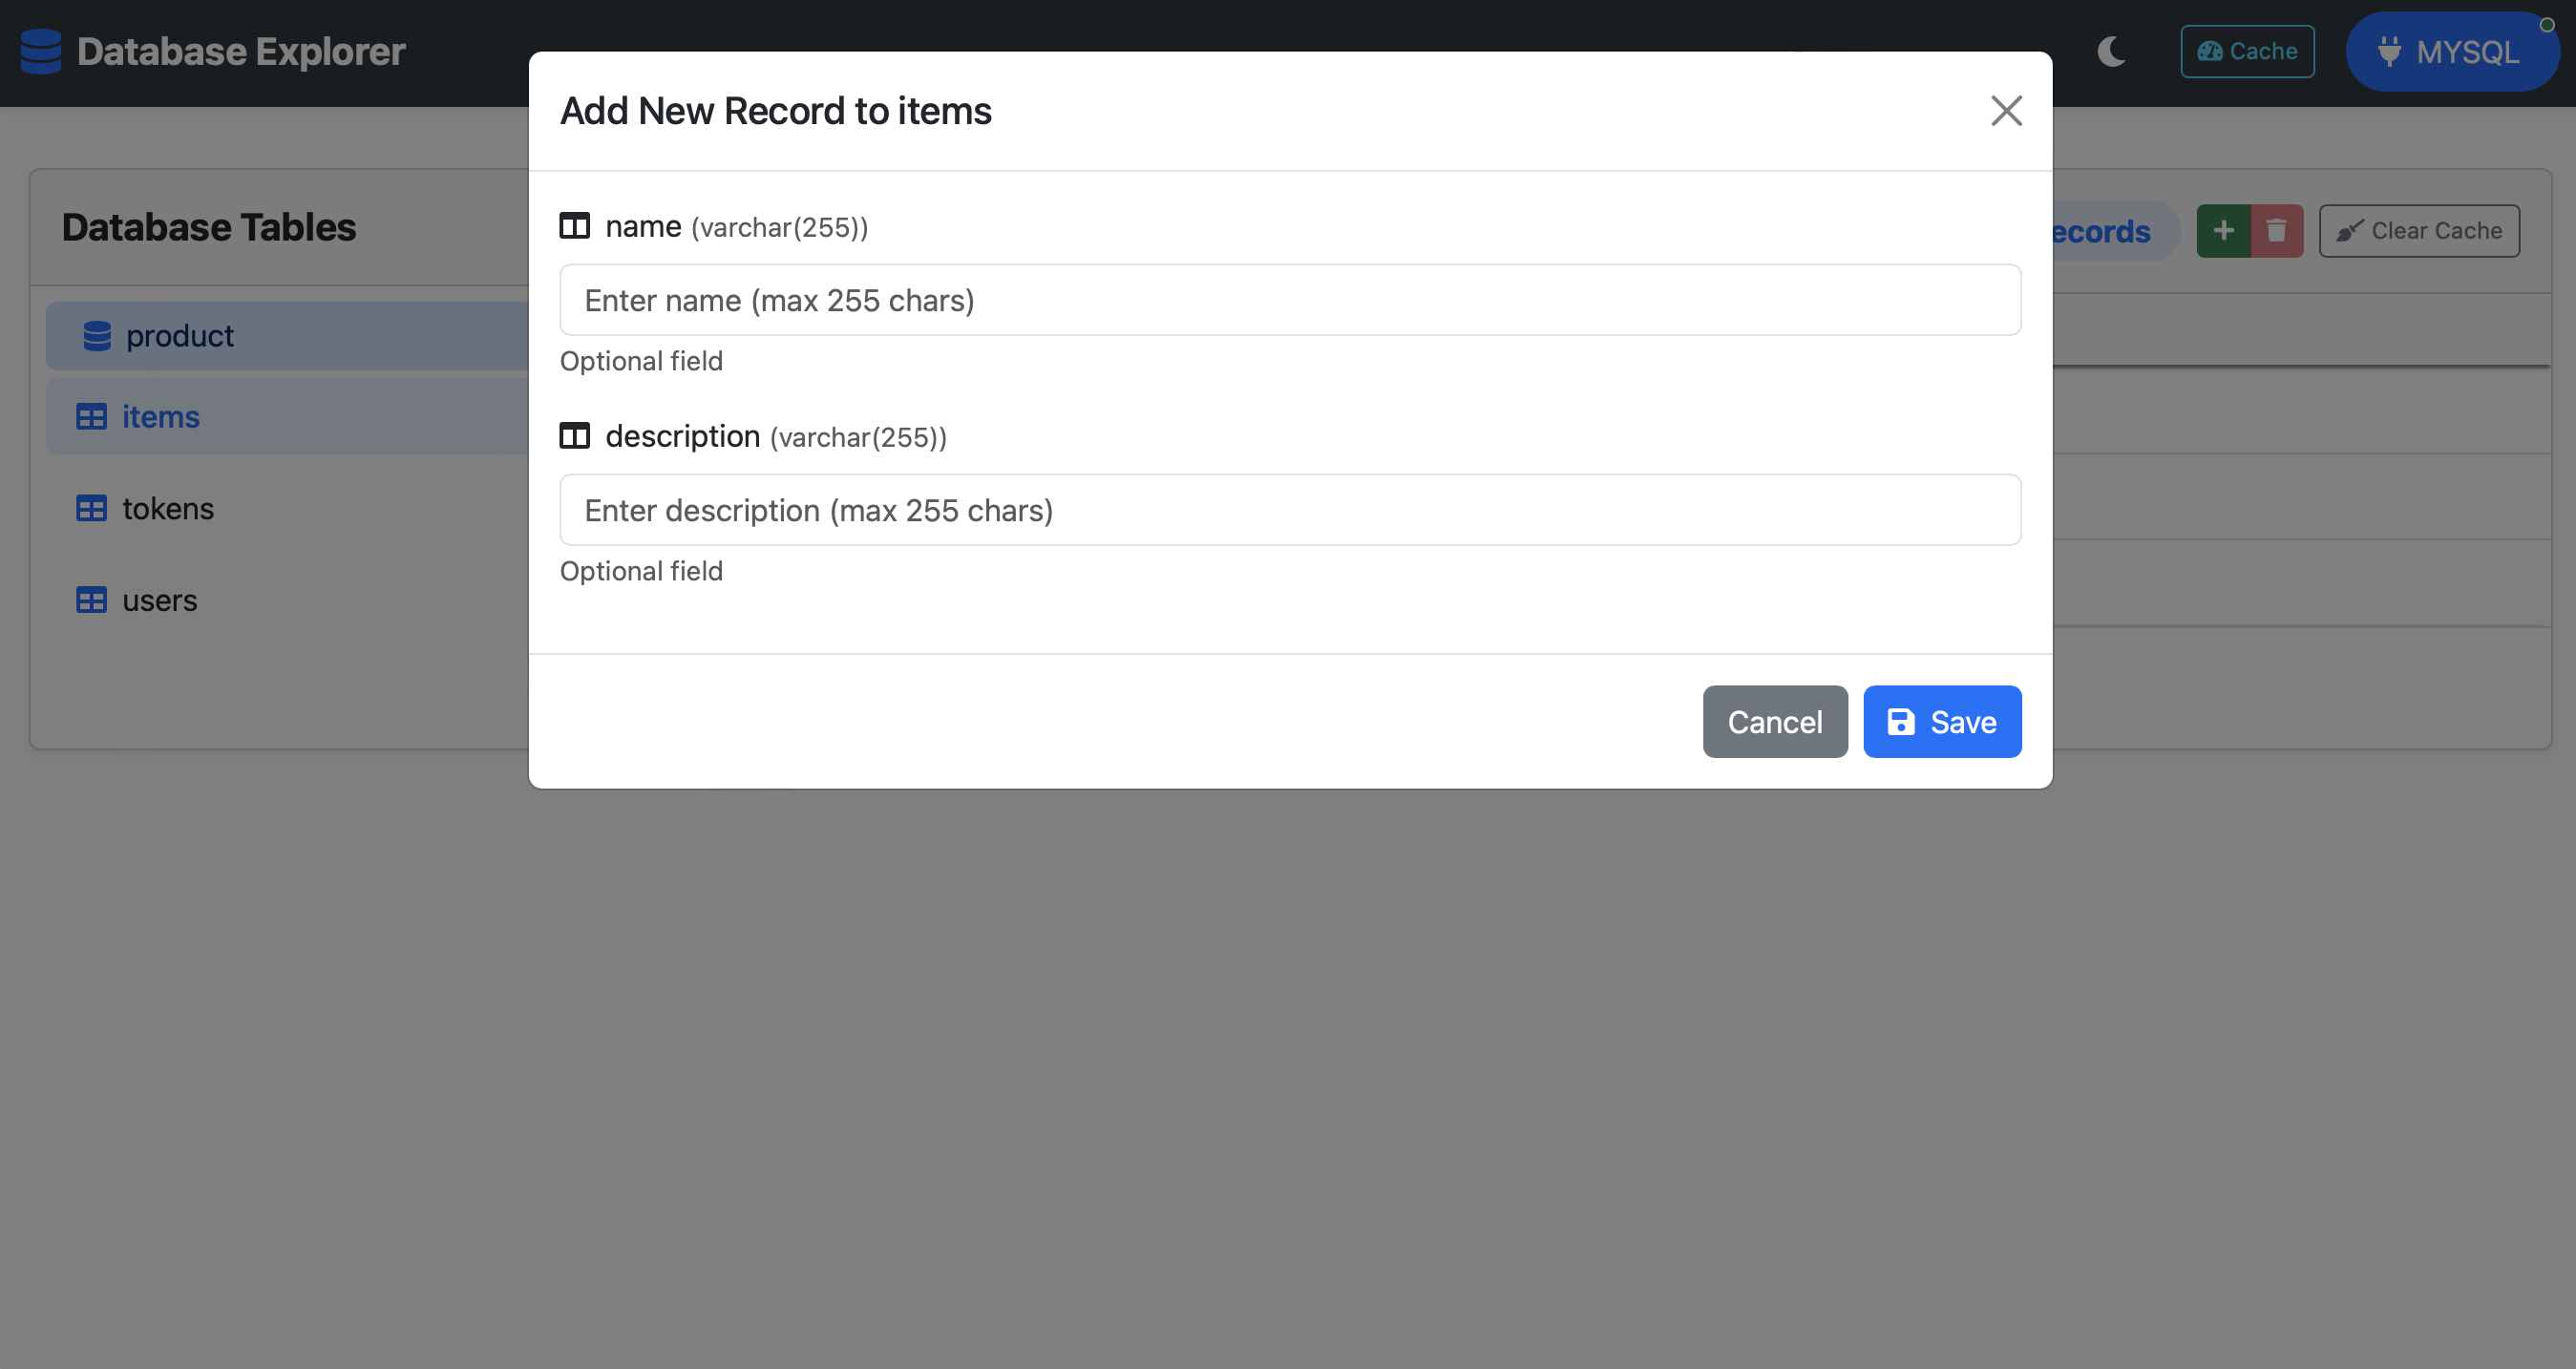 Database Explorer
Cache
MYSQL
Add New Record to items
Database Tables
ecords
Clear Cache
name (varchar(255))
Enter name (max 255 chars)
Optional field
product
items
description (varchar(255))
Enter description (max 255 chars)
tokens
Optional field
users
Cancel
Save